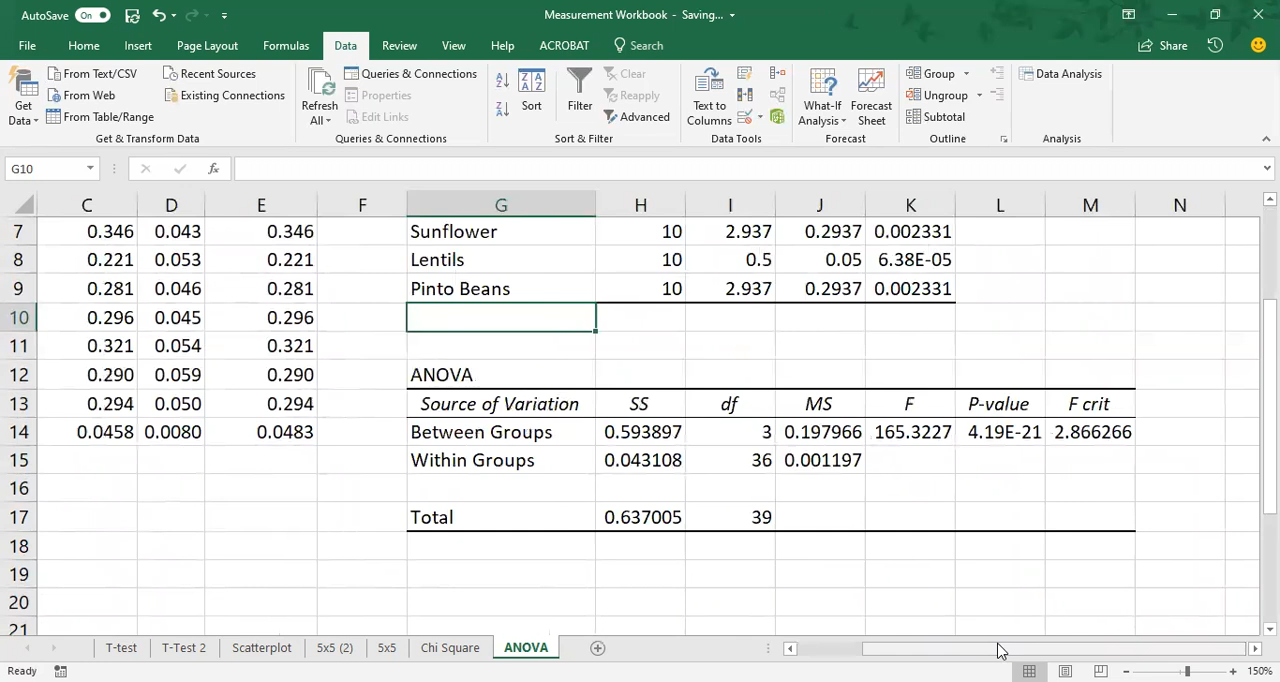 AutoSave On Measurement Workbook - Saving...
File Home Insert Page Layout Formulas Data Review View Help ACROBAT Search Share
From Text/CSV Recent Sources Queries & Connections Clear Group Data Analysis
From Web Existing Connections Properties Reapply Ungroup
From Table/Range Edit Links Advanced Subtotal
Get Data Refresh All Sort Filter Text to Columns What-If Analysis Forecast Sheet
Get & Transform Data Queries & Connections Sort & Filter Data Tools Forecast Outline Analysis
G10 fx
C D E F G H I J K L M N
7 0.346 0.043 0.346 Sunflower 10 2.937 0.2937 0.002331
8 0.221 0.053 0.221 Lentils 10 0.5 0.05 6.38E-05
9 0.281 0.046 0.281 Pinto Beans 10 2.937 0.2937 0.002331
10 0.296 0.045 0.296
11 0.321 0.054 0.321
12 0.290 0.059 0.290 ANOVA
13 0.294 0.050 0.294 Source of Variation SS df MS F P-value F crit
14 0.0458 0.0080 0.0483 Between Groups 0.593897 3 0.197966 165.3227 4.19E-21 2.866266
15 Within Groups 0.043108 36 0.001197
16
17 Total 0.637005 39
18
19
20
21
T-test T-Test 2 Scatterplot 5x5 (2) 5x5 Chi Square ANOVA
Ready 150%